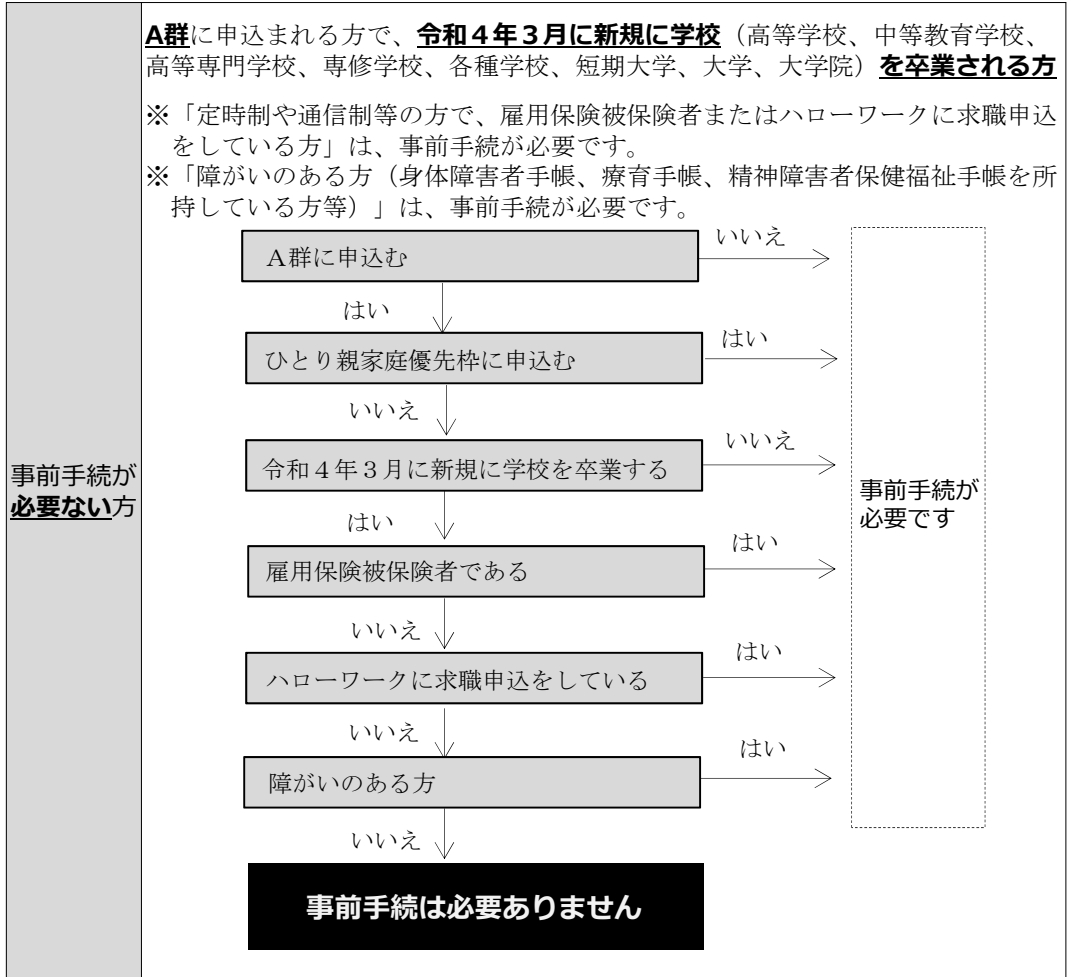 A群に申込まれる方で、令和４年３月に新規に学校（高等学校、中等教育学校、
高等専門学校、専修学校、各種学校、短期大学、大学、大学院）を卒業される方
※「定時制や通信制等の方で、雇用保険被保険者またはハローワークに求職申込
をしている方」は、事前手続が必要です。
※「障がいのある方（身体障害者手帳、療育手帳、精神障害者保健福祉手帳を所
持している方等）」は、事前手続が必要です。
Ａ群に申込む
いいえ
はい
ひとり親家庭優先枠に申込む
はい
いいえ
令和４年３月に新規に学校を卒業する
いいえ
はい
雇用保険被保険者である
はい
いいえ
ハローワークに求職申込をしている
はい
いいえ
障がいのある方
はい
いいえ
事前手続は必要ありません
事前手続が
必要です
事前手続が
必要ない方